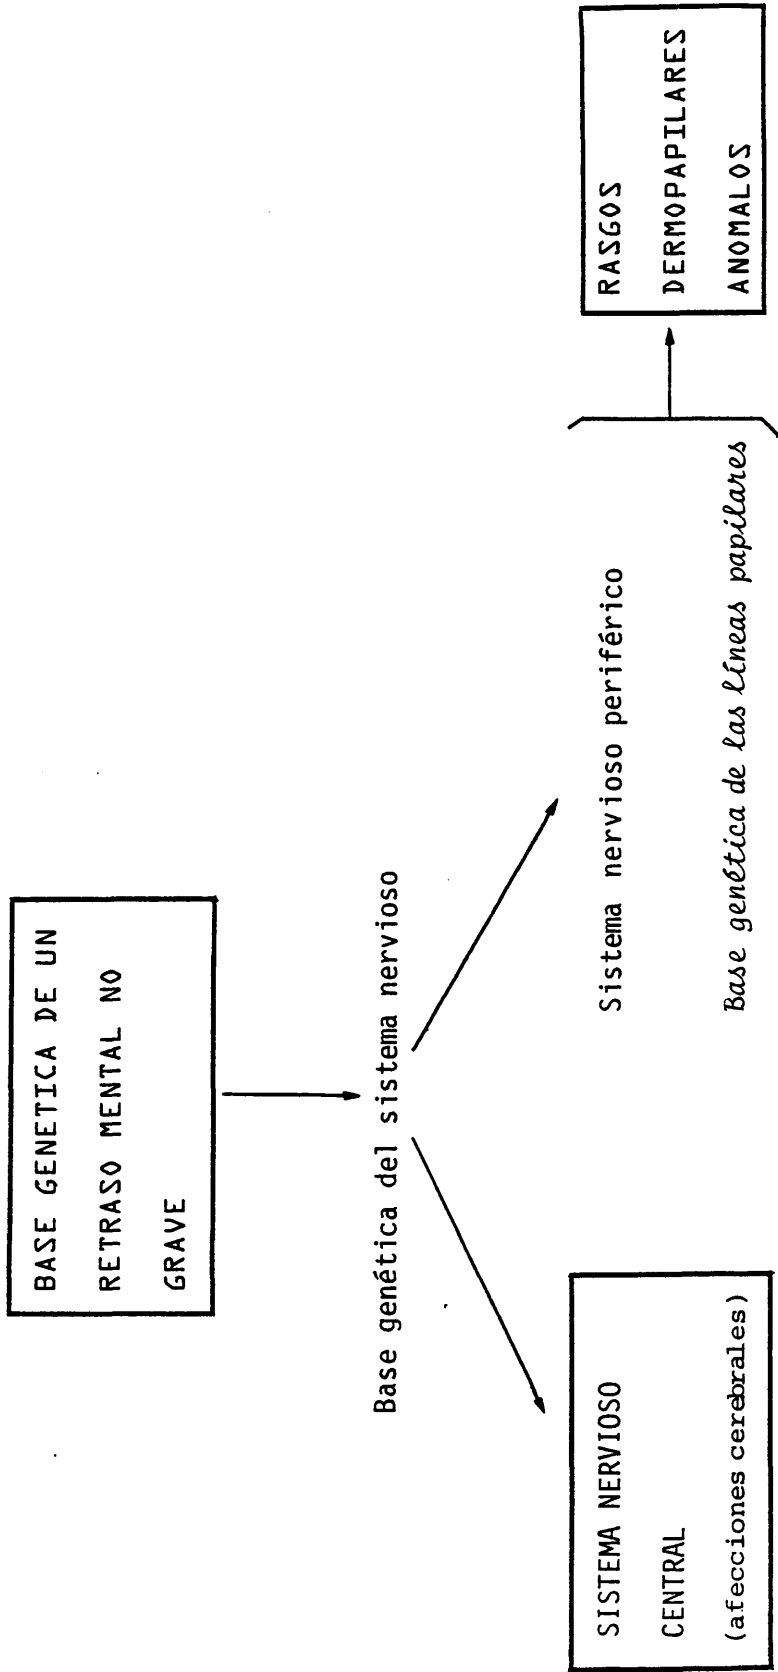 BASE GENETICA DE UN
RETRASO MENTAL NO
GRAVE
Base genética del sistema nervioso
SISTEMA NERVIOSO
CENTRAL
(afecciones cerebrales)
Sistema nervioso periférico
Base genética de las líneas papilares
RASGOS
DERMOPAPILARES
ANOMALOS